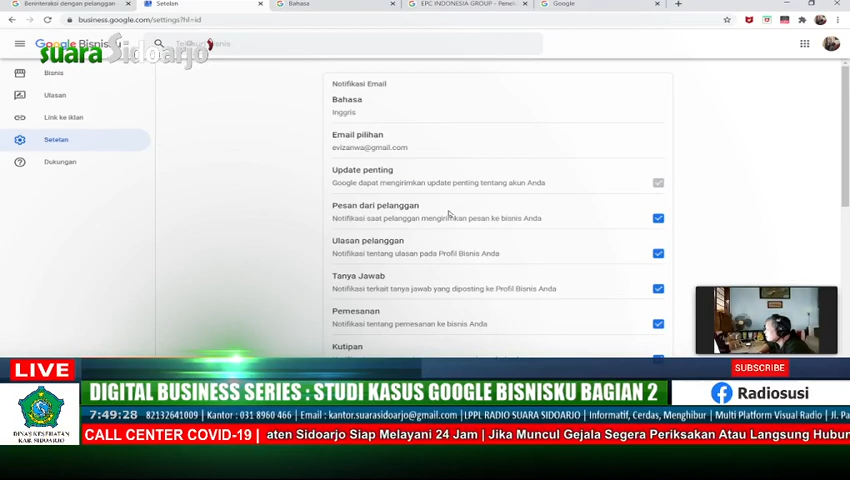 Berinteraksi dengan pelanggan
Setelan
Bahasa
EPC INDONESIA GROUP - Penel
Google
business.google.com/settings?hl=id
Google Bisnisku
suara Sidoarjo
Bisnis
Ulasan
Link ke iklan
Setelan
Dukungan
Notifikasi Email
Bahasa
Inggris
Email pilihan
evizanwa@gmail.com
Update penting
Google dapat mengirimkan update penting tentang akun Anda
Pesan dari pelanggan
Notifikasi saat pelanggan mengirimkan pesan ke bisnis Anda
Ulasan pelanggan
Notifikasi tentang ulasan pada Profil Bisnis Anda
Tanya Jawab
Notifikasi terkait tanya jawab yang diposting ke Profil Bisnis Anda
Pemesanan
Notifikasi tentang pemesanan ke bisnis Anda
Kutipan
LIVE
SUBSCRIBE
DIGITAL BUSINESS SERIES : STUDI KASUS GOOGLE BISNISKU BAGIAN 2
Radiosusi
7:49:28
82132641009 | Kantor : 031 8960 466 | Email : kantor.suarasidoarjo@gmail.com |LPPL RADIO SUARA SIDOARJO | Informatif, Cerdas, Menghibur | Multi Platform Visual Radio | Jl. Pa
DINAS KESEHATAN
KAB SIDOARJO
CALL CENTER COVID-19 | aten Sidoarjo Siap Melayani 24 Jam | Jika Muncul Gejala Segera Periksakan Atau Langsung Hubun